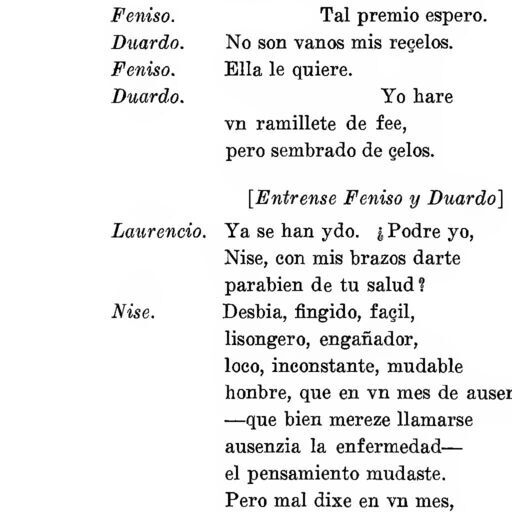 Feniso. Tal premio espero.
Duardo. No son vanos mis reçelos.
Feniso. Ella le quiere.
Duardo. Yo hare
vn ramillete de fee,
pero sembrado de çelos.
[Entrense Feniso y Duardo]
Laurencio. Ya se han ydo. ¿Podre yo,
Nise, con mis brazos darte
parabien de tu salud?
Nise. Desbia, fingido, façil,
lisongero, engañador,
loco, inconstante, mudable
honbre, que en vn mes de ausen
—que bien mereze llamarse
ausenzia la enfermedad—
el pensamiento mudaste.
Pero mal dixe en vn mes,